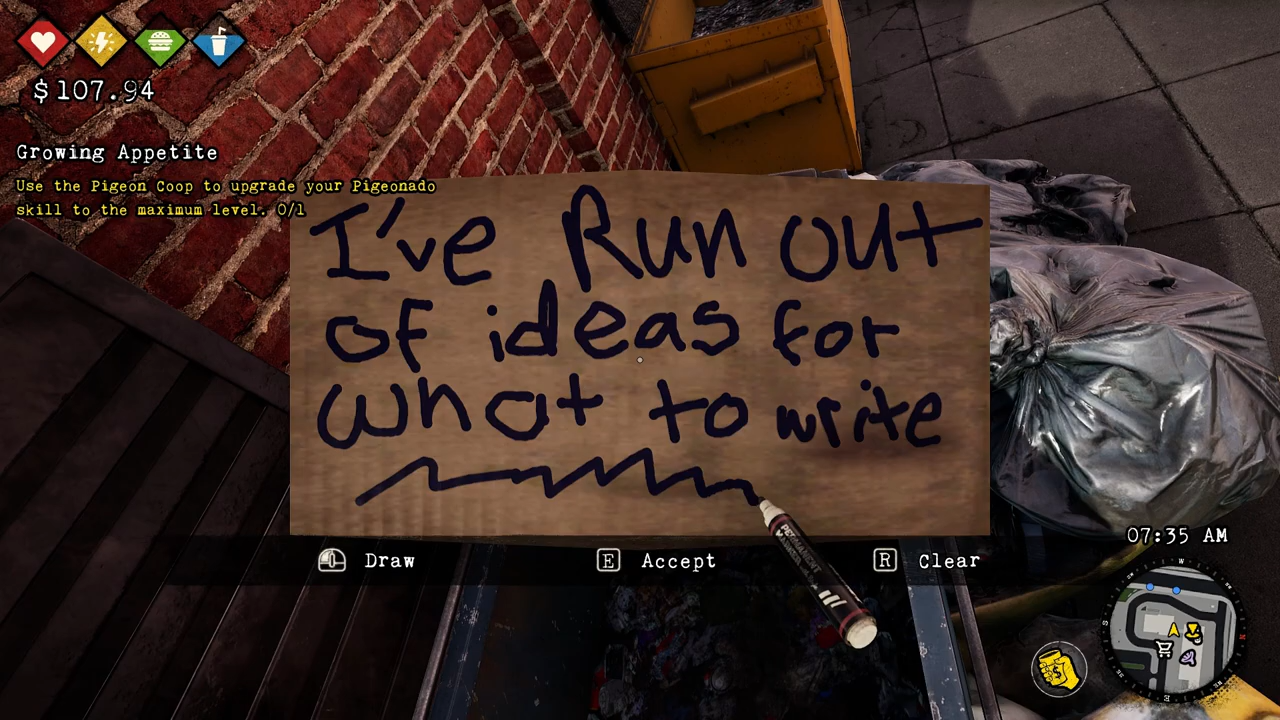 $107.94
Growing Appetite
Use the Pigeon Coop to upgrade your Pigeonado
skill to the maximum level. 0/1
I've Run out
of ideas for
what to write
PERMANENT
E
R
Draw
Accept
Clear
07:35 AM
W
S
N
E